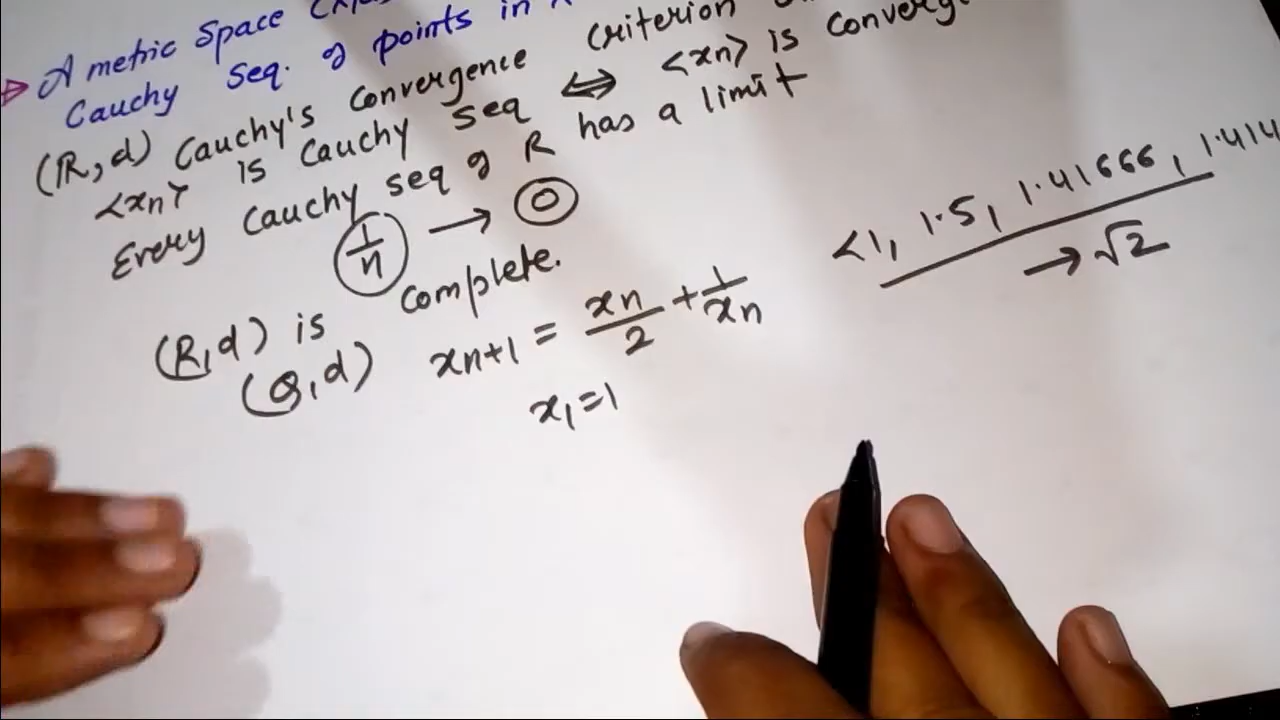 A metric Space
Cauchy Seq. of points in
(R, d) Cauchy's Convergence Criterion
<xn> is Cauchy seq ⇔ <xn> is
Every Cauchy seq of R has a limit
1/n → 0
(R, d) is complete.
(Q, d) xn+1 = xn/2 + 1/xn
x1 = 1
<1, 1.5, 1.41666, 1.414
→ √2